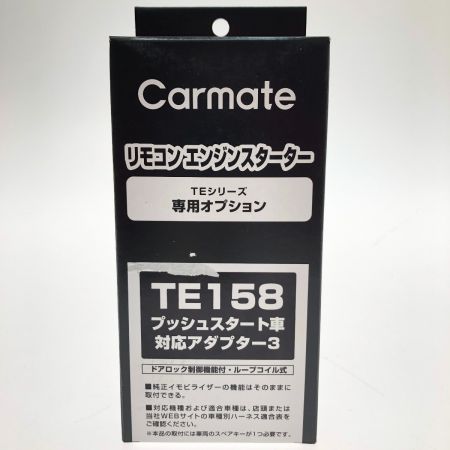 Carmate
リモコンエンジンスターター
TEシリーズ
専用オプション
TE158
プッシュスタート車
対応アダプター3
ドアロック制御機能付・ループコイル式
■純正イモビライザーの機能はそのままに
取付できる。
■対応機種および適合車種は、店頭または
当社WEBサイトの車種別ハーネス適合表を
ご確認ください。
※本品の取付には車両のスペアキーが1つ必要です。